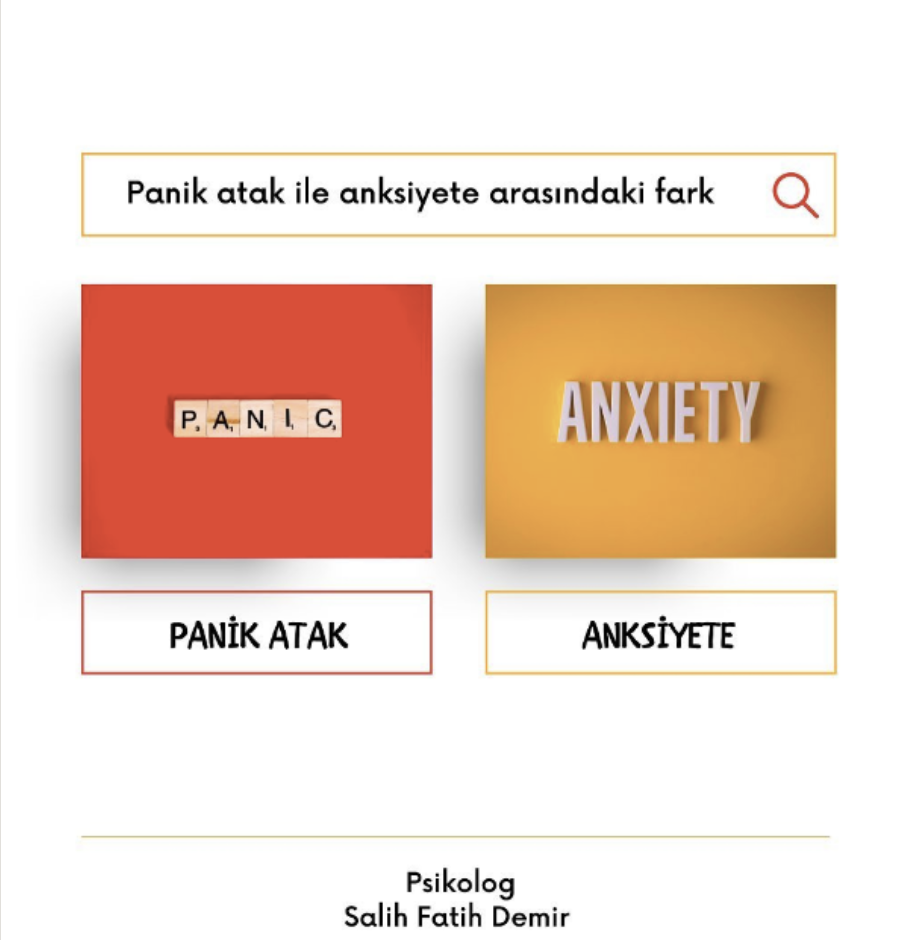 Panik atak ile anksiyete arasındaki fark
PANIC
ANXIETY
PANİK ATAK
ANKSİYETE
Psikolog
Salih Fatih Demir